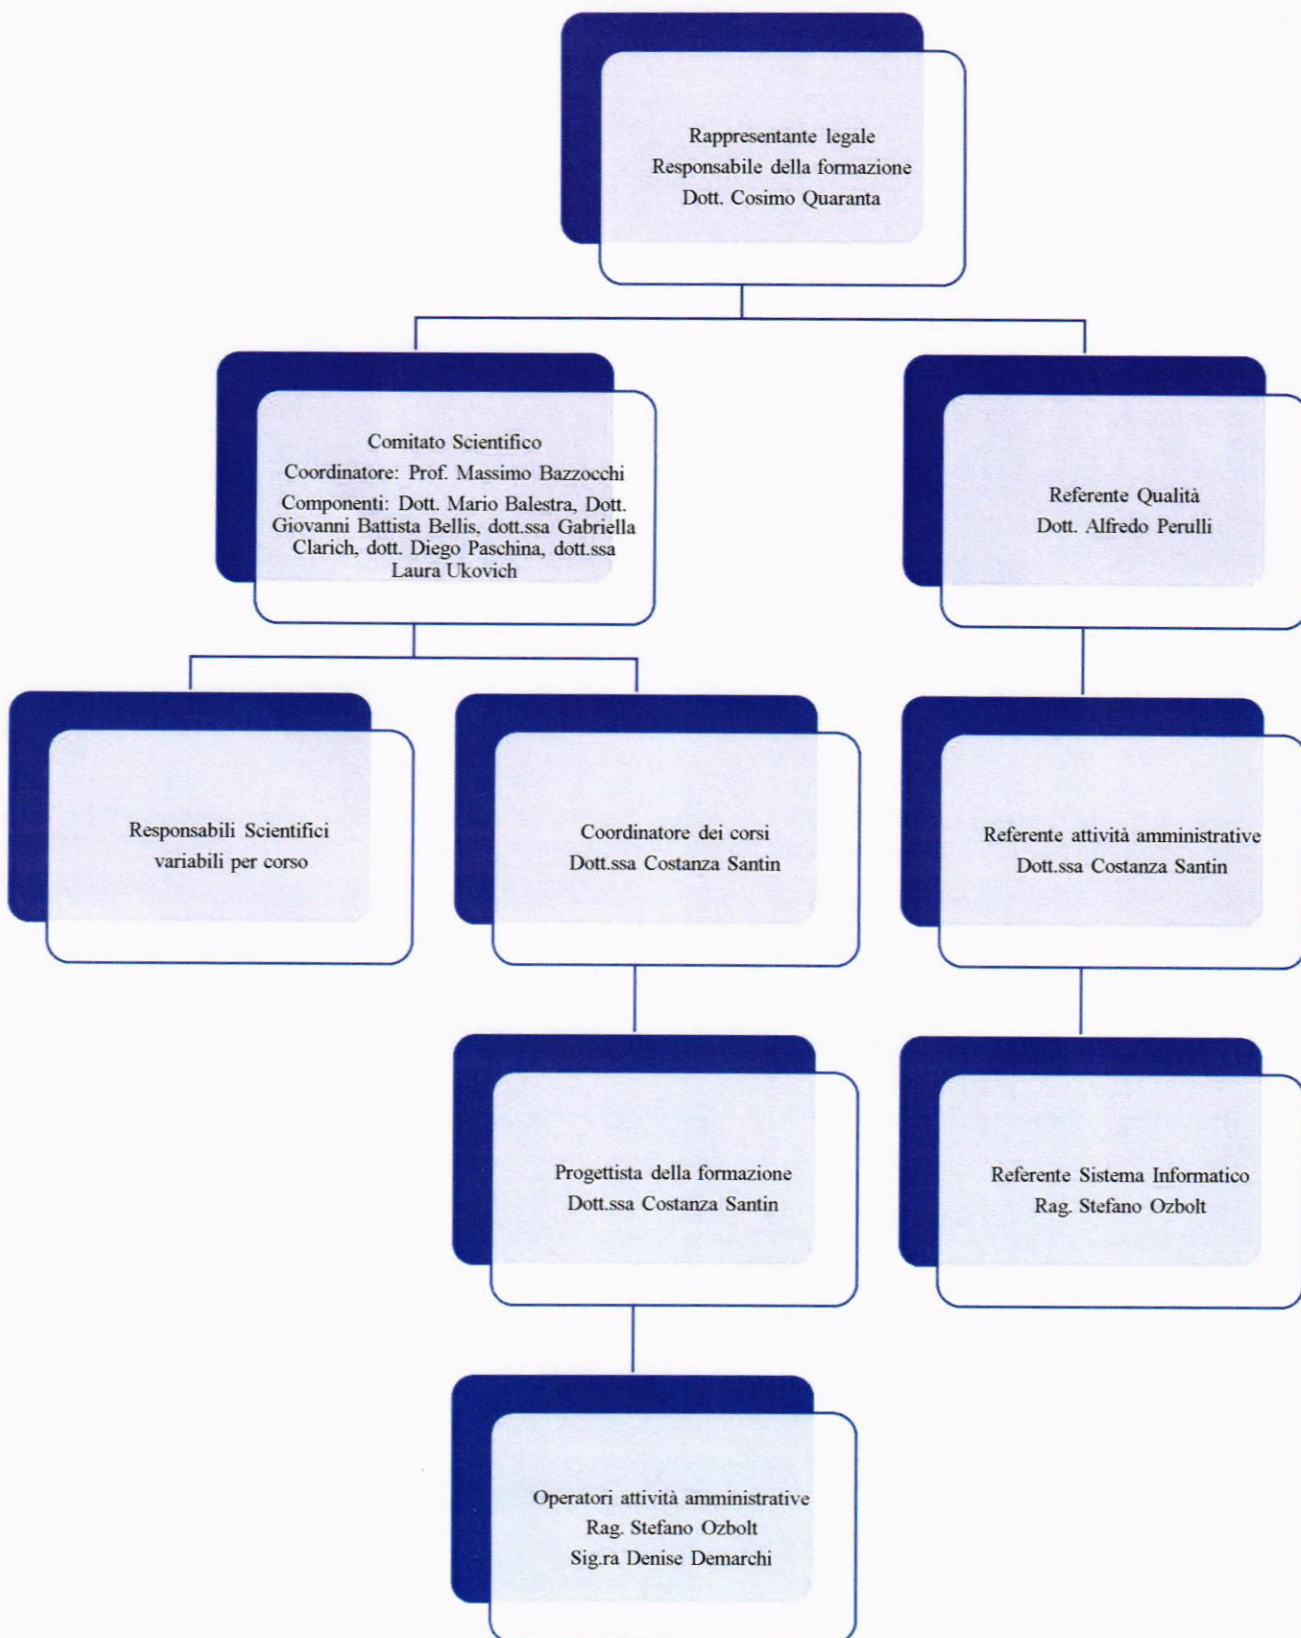 Rappresentante legale
Responsabile della formazione
Dott. Cosimo Quaranta
Comitato Scientifico
Coordinatore: Prof. Massimo Bazzocchi
Componenti: Dott. Mario Balestra, Dott.
Giovanni Battista Bellis, dott.ssa Gabriella
Clarich, dott. Diego Paschina, dott.ssa
Laura Ukovich
Referente Qualità
Dott. Alfredo Perulli
Responsabili Scientifici
variabili per corso
Coordinatore dei corsi
Dott.ssa Costanza Santin
Referente attività amministrative
Dott.ssa Costanza Santin
Progettista della formazione
Dott.ssa Costanza Santin
Referente Sistema Informatico
Rag. Stefano Ozbolt
Operatori attività amministrative
Rag. Stefano Ozbolt
Sig.ra Denise Demarchi